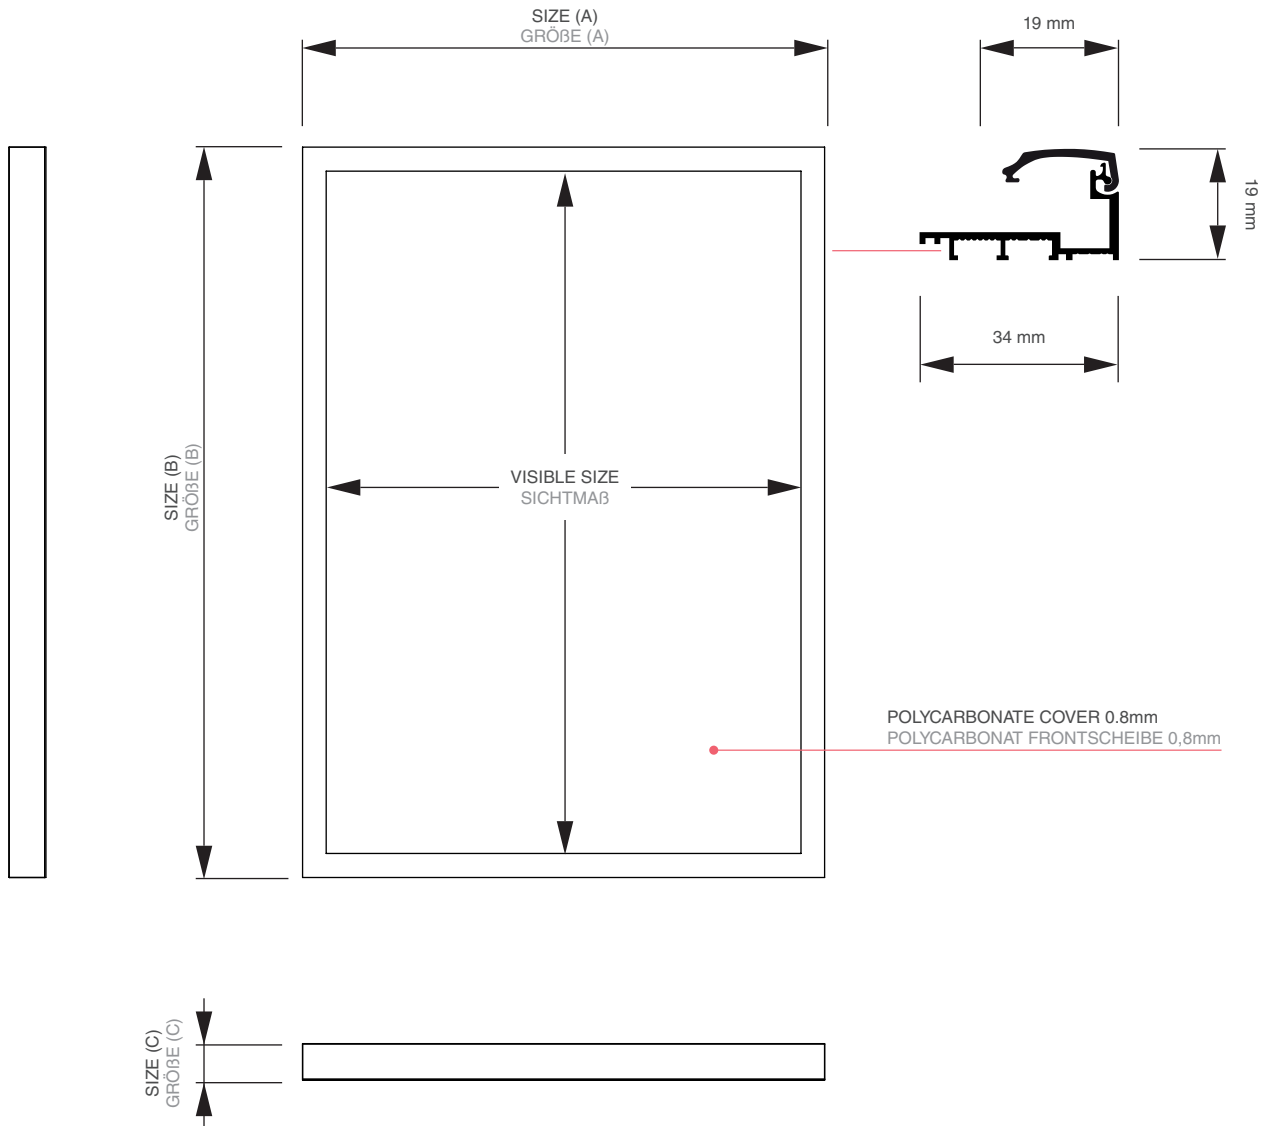 SIZE (A)
GRÖßE (A)
19 mm
19 mm
34 mm
SIZE (B)
GRÖßE (B)
VISIBLE SIZE
SICHTMAß
POLYCARBONATE COVER 0.8mm
POLYCARBONAT FRONTSCHEIBE 0,8mm
SIZE (C)
GRÖßE (C)